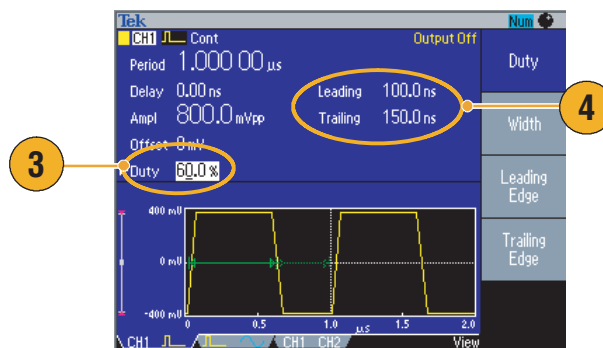 Tek
Num
CH1 Cont
Output Off
Period 1.000 00 µs
Delay 0.00 ns
Leading 100.0 ns
Ampl 800.0 mVpp
Trailing 150.0 ns
Offset 0 mV
Duty 60.0 %
3
4
Duty
Width
Leading
Edge
Trailing
Edge
400 mV
0 mV
-400 mV
0 0.5 1.0 µs 1.5 2.0
CH1
CH1 CH2
View